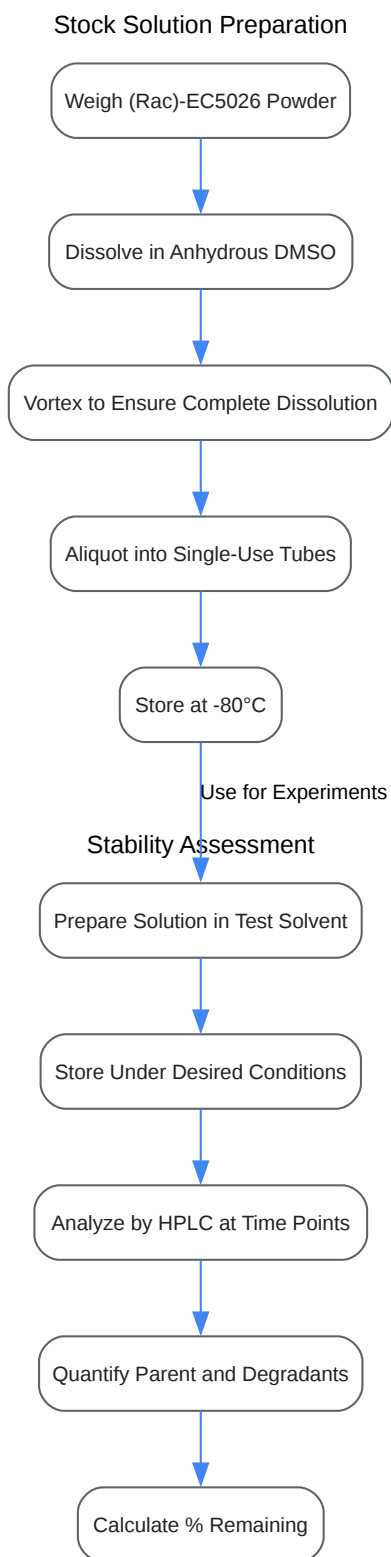 Stock Solution Preparation
Weigh (Rac)-EC5026 Powder
Dissolve in Anhydrous DMSO
Vortex to Ensure Complete Dissolution
Aliquot into Single-Use Tubes
Store at -80°C
Use for Experiments
Stability Assessment
Prepare Solution in Test Solvent
Store Under Desired Conditions
Analyze by HPLC at Time Points
Quantify Parent and Degradants
Calculate % Remaining